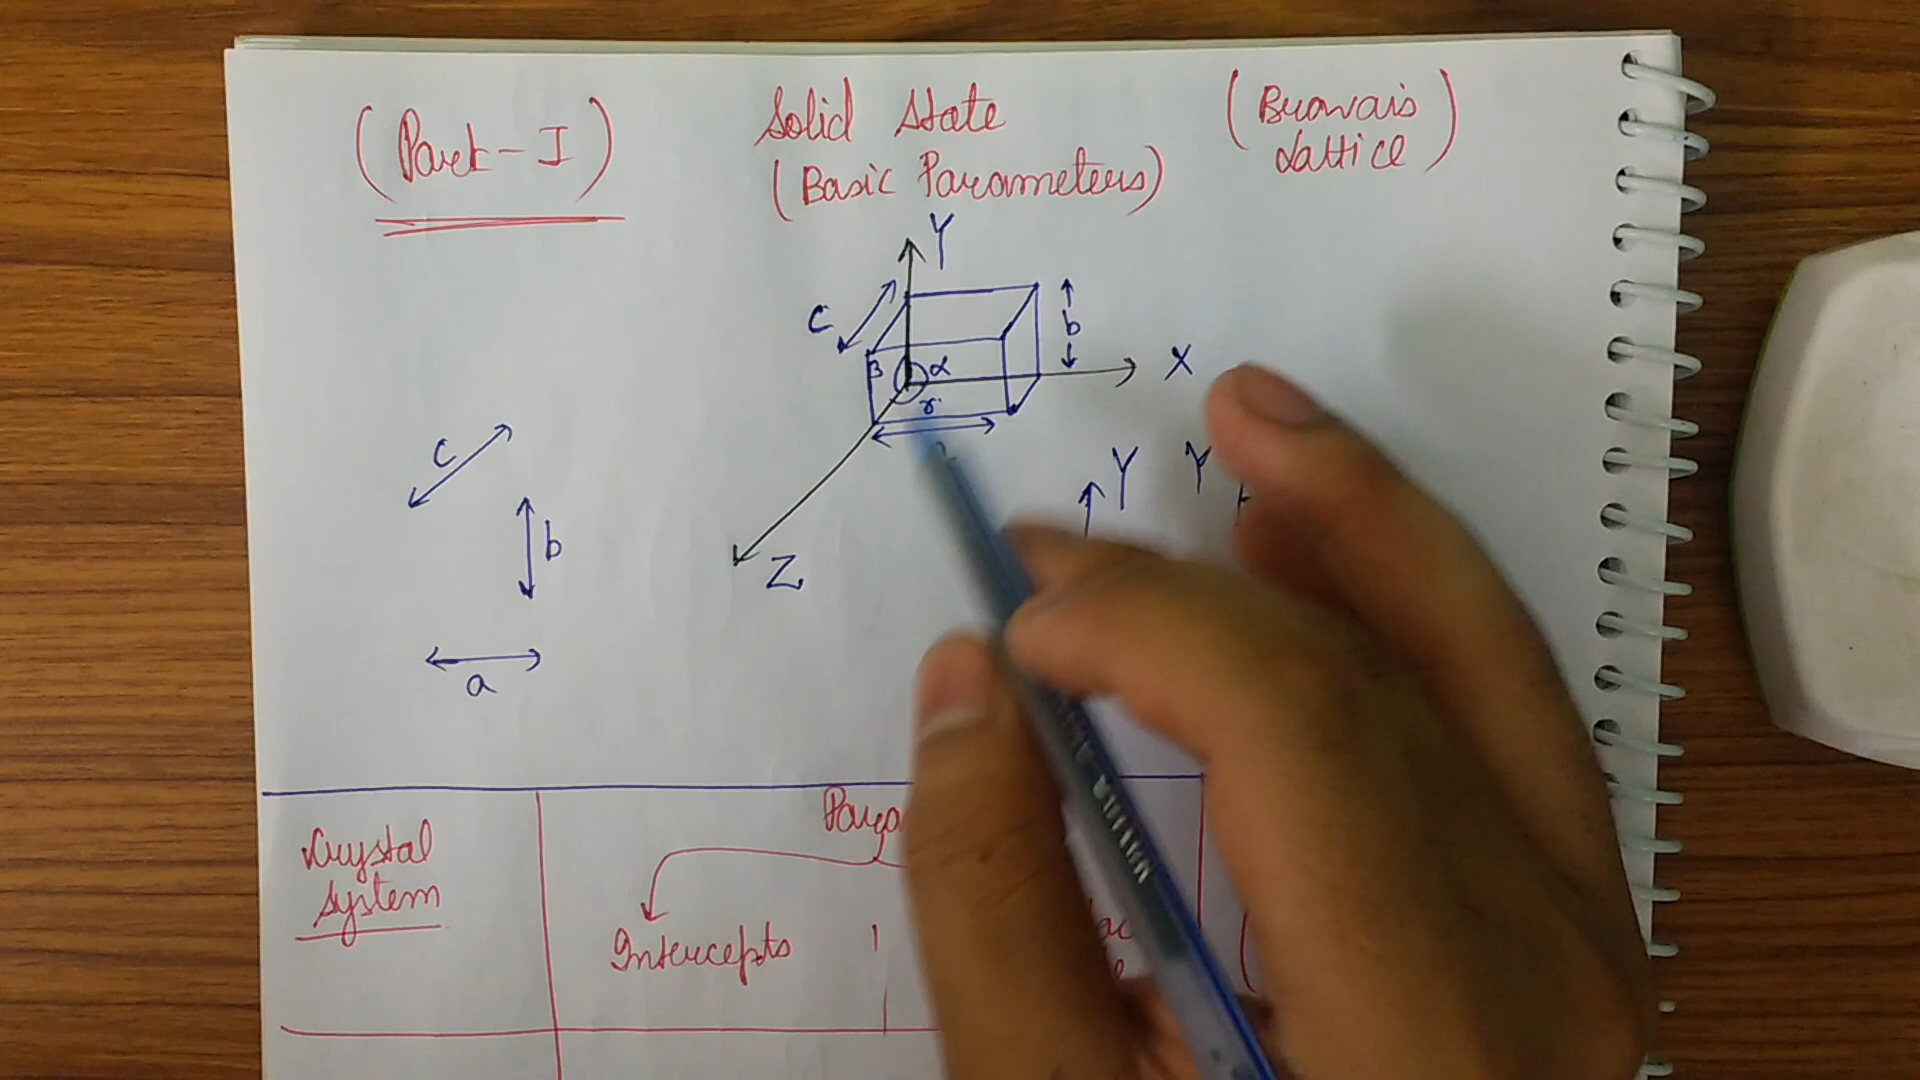 (Part-I)
Solid State
(Basic Parameters)
(Bravais
Lattice)
Y
C
b
β
α
X
γ
Z
C
b
a
Y
Y
Crystal
System
Intercepts